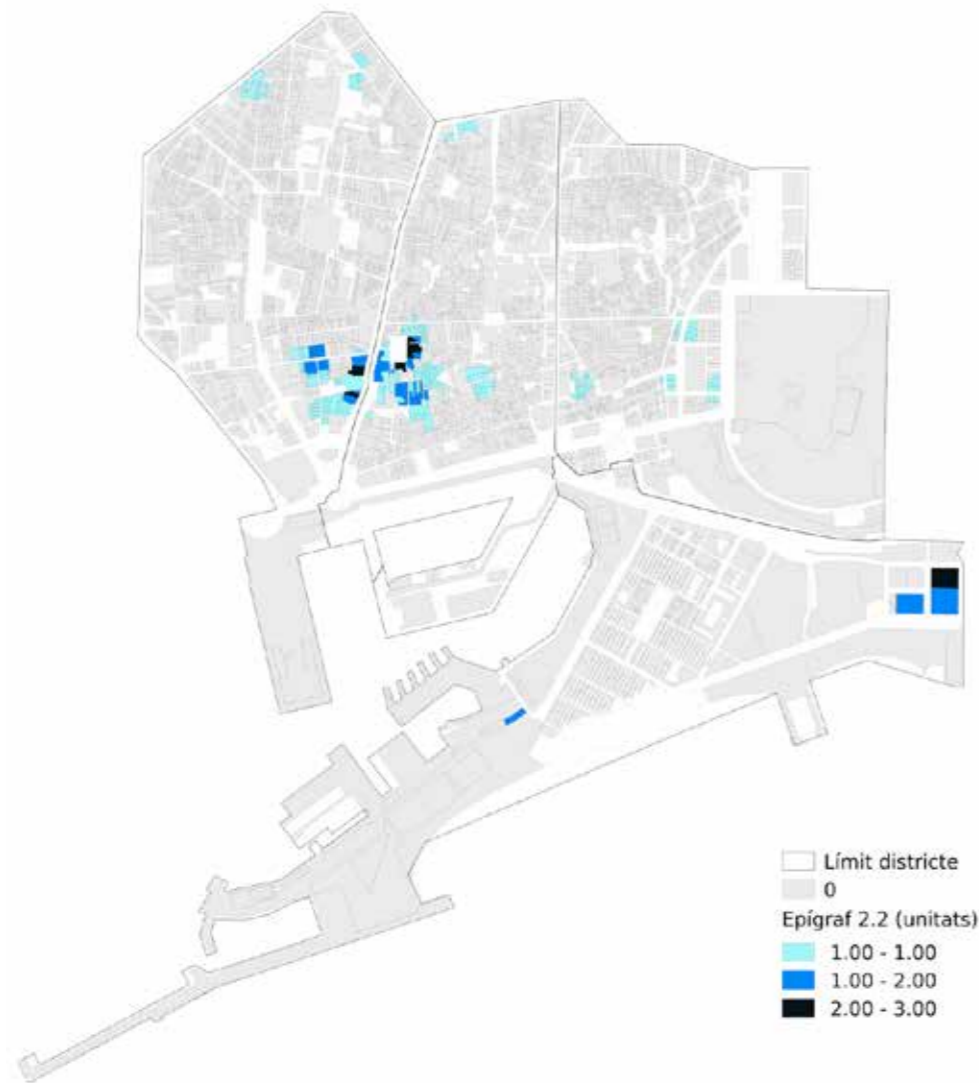 Límit districte
0
Epígraf 2.2 (unitats)
1.00 - 1.00
1.00 - 2.00
2.00 - 3.00